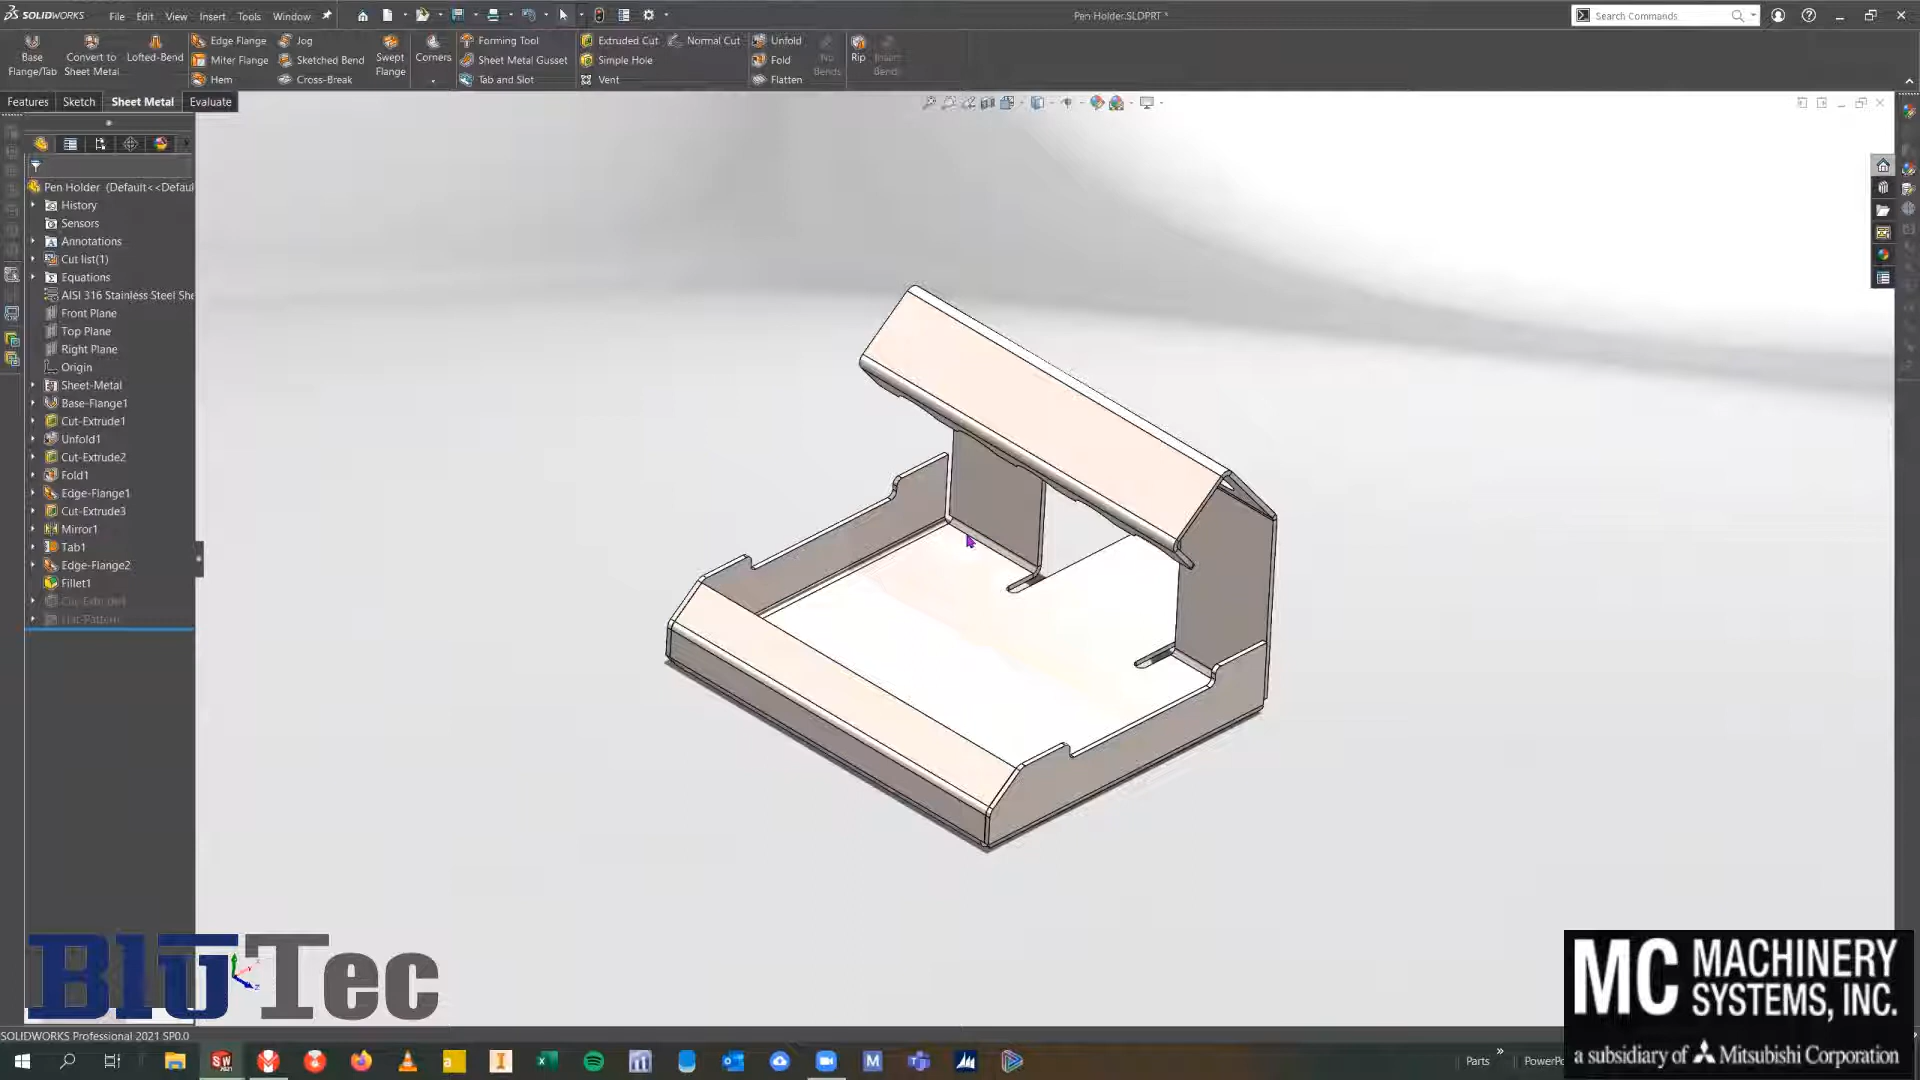 SOLIDWORKS File Edit View Insert Tools Window
Pen Holder.SLDPRT *
Search Commands
Base Flange/Tab
Convert to Sheet Metal
Lofted-Bend
Edge Flange
Miter Flange
Hem
Jog
Sketched Bend
Cross-Break
Swept Flange
Corners
Forming Tool
Sheet Metal Gusset
Tab and Slot
Extruded Cut
Simple Hole
Vent
Normal Cut
Unfold
Fold
Flatten
No Bends
Rip
Insert Bends
Features Sketch Sheet Metal Evaluate
Pen Holder (Default<<Defaul
History
Sensors
Annotations
Cut list(1)
Equations
AISI 316 Stainless Steel She
Front Plane
Top Plane
Right Plane
Origin
Sheet-Metal
Base-Flange1
Cut-Extrude1
Unfold1
Cut-Extrude2
Fold1
Edge-Flange1
Cut-Extrude3
Mirror1
Tab1
Edge-Flange2
Fillet1
Cut-Extrude4
Flat-Pattern
BlūTec
MC MACHINERY
SYSTEMS, INC.
a subsidiary of Mitsubishi Corporation
SOLIDWORKS Professional 2021 SP0.0
Parts
PowerPo